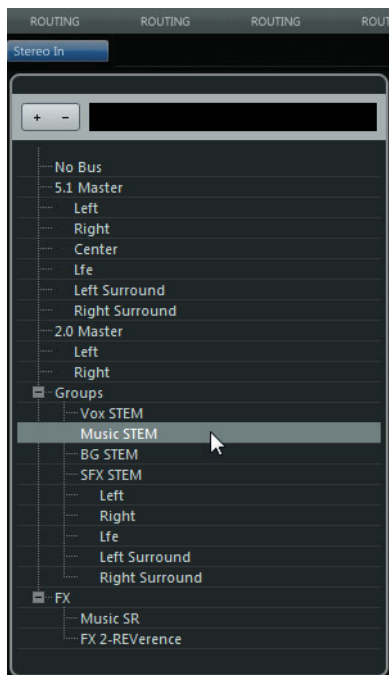 ROUTING ROUTING ROUTING ROUT
Stereo In
+ -
No Bus
5.1 Master
Left
Right
Center
Lfe
Left Surround
Right Surround
2.0 Master
Left
Right
Groups
Vox STEM
Music STEM
BG STEM
SFX STEM
Left
Right
Lfe
Left Surround
Right Surround
FX
Music SR
FX 2-REVerence